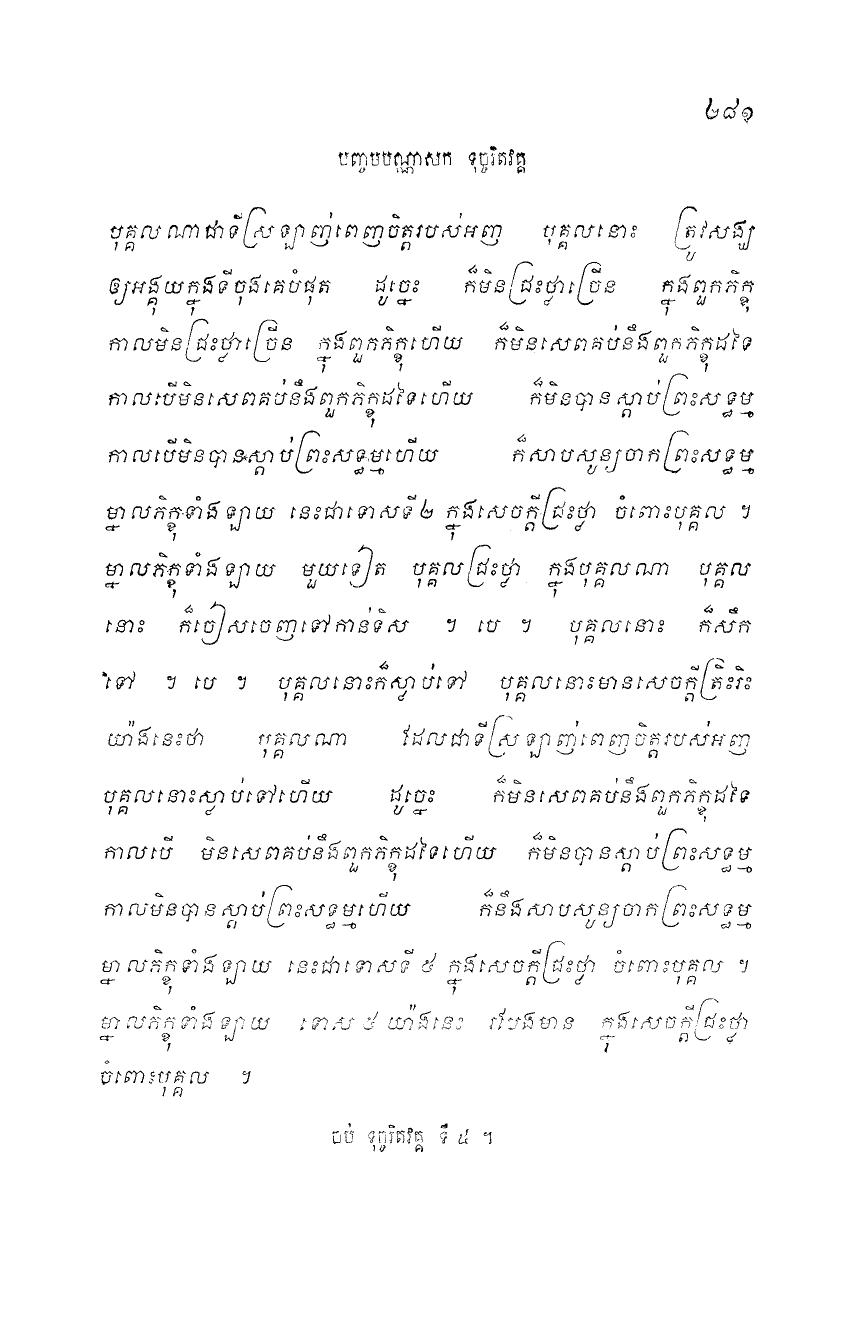 ២៨១
បញ្ចមបណ្ណាសក ទុច្ចរិតវគ្គ
បុគ្គលណាជាទីស្រឡាញ់ពេញចិត្តរបស់អញ បុគ្គលនោះ ត្រូវសង្ឃ
ឲ្យអង្គុយក្នុងទីចុងគេបំផុត ដូច្នេះ ក៏មិនជ្រះថ្លាច្រើន ក្នុងពួកភិក្ខុ
កាលមិនជ្រះថ្លាច្រើន ក្នុងពួកភិក្ខុហើយ ក៏មិនសេពគប់នឹងពួកភិក្ខុដទៃ
កាលបើមិនសេពគប់នឹងពួកភិក្ខុដទៃហើយ ក៏មិនបានស្តាប់ព្រះសទ្ធម្ម
កាលបើមិនបានស្តាប់ព្រះសទ្ធម្មហើយ ក៏សាបសូន្យចាកព្រះសទ្ធម្ម
ម្នាលភិក្ខុទាំងឡាយ នេះជាទោសទី២ ក្នុងសេចក្តីជ្រះថ្លា ចំពោះបុគ្គល ។
ម្នាលភិក្ខុទាំងឡាយ មួយទៀត បុគ្គលជ្រះថ្លា ក្នុងបុគ្គលណា បុគ្គល
នោះ ក៏ចៀសចេញទៅកាន់ទិស ។ បេ ។ បុគ្គលនោះ ក៏សឹក
ទៅ ។ បេ ។ បុគ្គលនោះក៏ស្លាប់ទៅ បុគ្គលនោះមានសេចក្តីត្រិះរិះ
យ៉ាងនេះថា បុគ្គលណា ដែលជាទីស្រឡាញ់ពេញចិត្តរបស់អញ
បុគ្គលនោះស្លាប់ទៅហើយ ដូច្នេះ ក៏មិនសេពគប់នឹងពួកភិក្ខុដទៃ
កាលបើ មិនសេពគប់នឹងពួកភិក្ខុដទៃហើយ ក៏មិនបានស្តាប់ព្រះសទ្ធម្ម
កាលមិនបានស្តាប់ព្រះសទ្ធម្មហើយ ក៏នឹងសាបសូន្យចាកព្រះសទ្ធម្ម
ម្នាលភិក្ខុទាំងឡាយ នេះជាទោសទី ៥ ក្នុងសេចក្តីជ្រះថ្លា ចំពោះបុគ្គល ។
ម្នាលភិក្ខុទាំងឡាយ ទោស ៥ យ៉ាងនេះ រមែងមាន ក្នុងសេចក្តីជ្រះថ្លា
ចំពោះបុគ្គល ។
ចប់ ទុច្ចរិតវគ្គ ទី ៥ ។